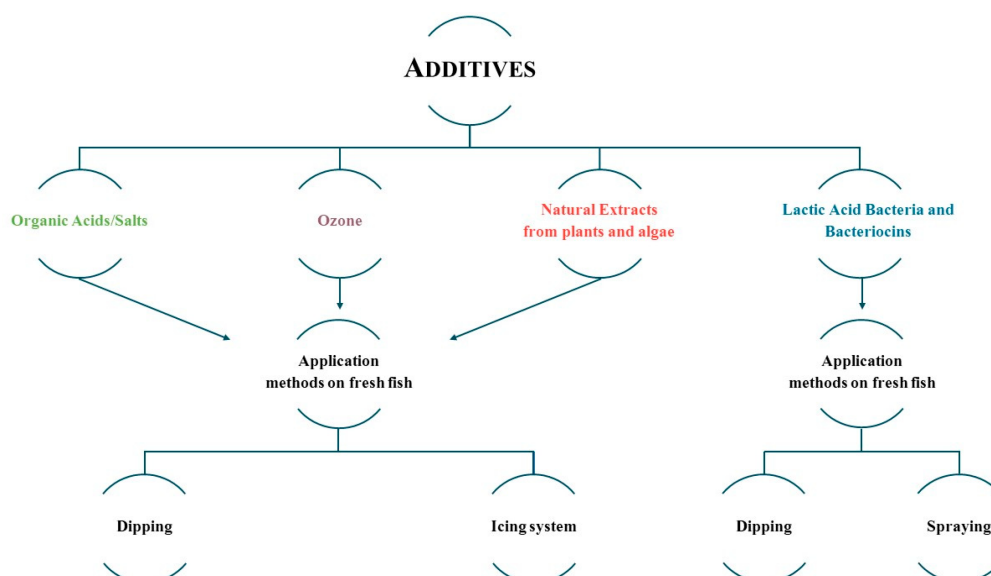 ADDITIVES
Organic Acids/Salts
Ozone
Natural Extracts
from plants and algae
Lactic Acid Bacteria and
Bacteriocins
Application
methods on fresh fish
Application
methods on fresh fish
Dipping
Icing system
Dipping
Spraying